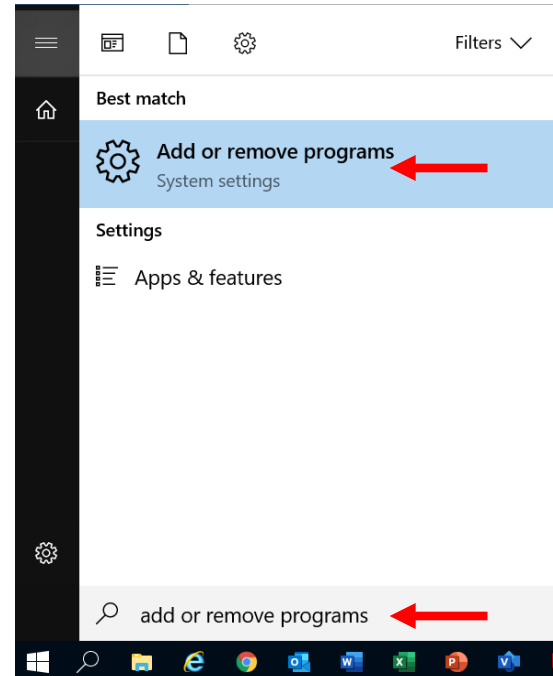 Filters
Best match
Add or remove programs
System settings
Settings
Apps & features
add or remove programs